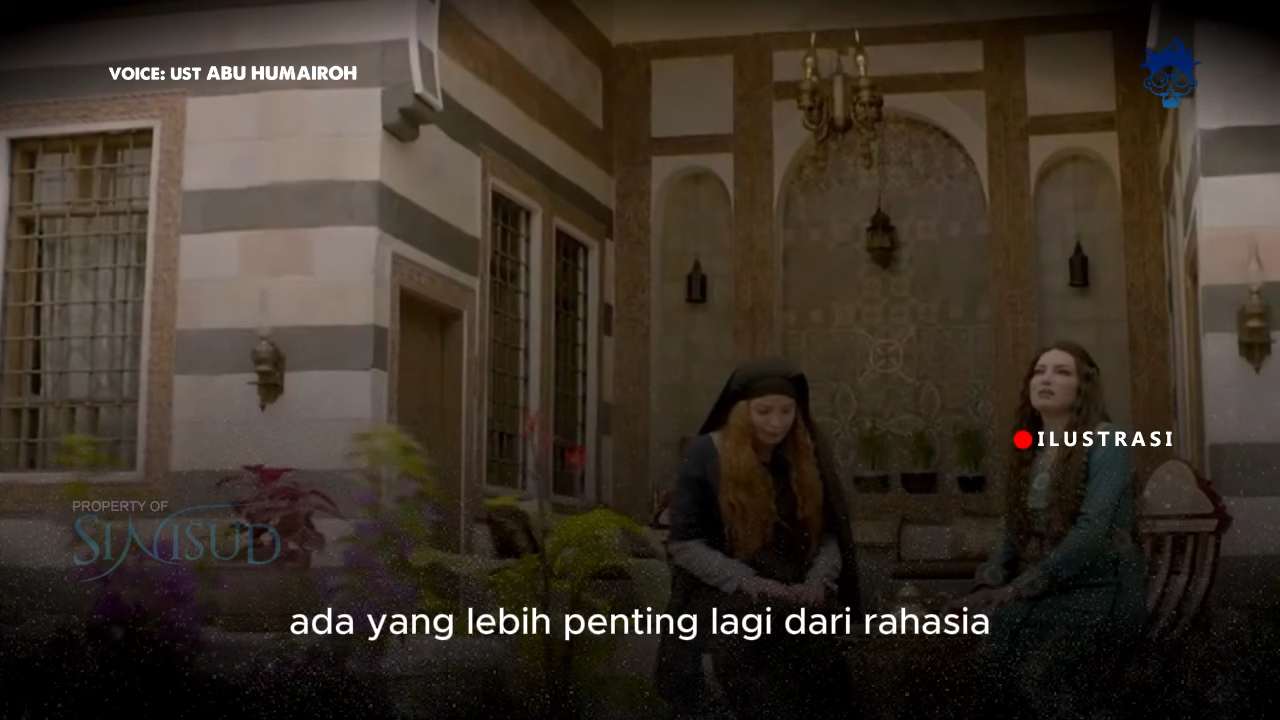 VOICE: UST ABU HUMAIROH
ILUSTRASI
PROPERTY OF
SINISUD
ada yang lebih penting lagi dari rahasia